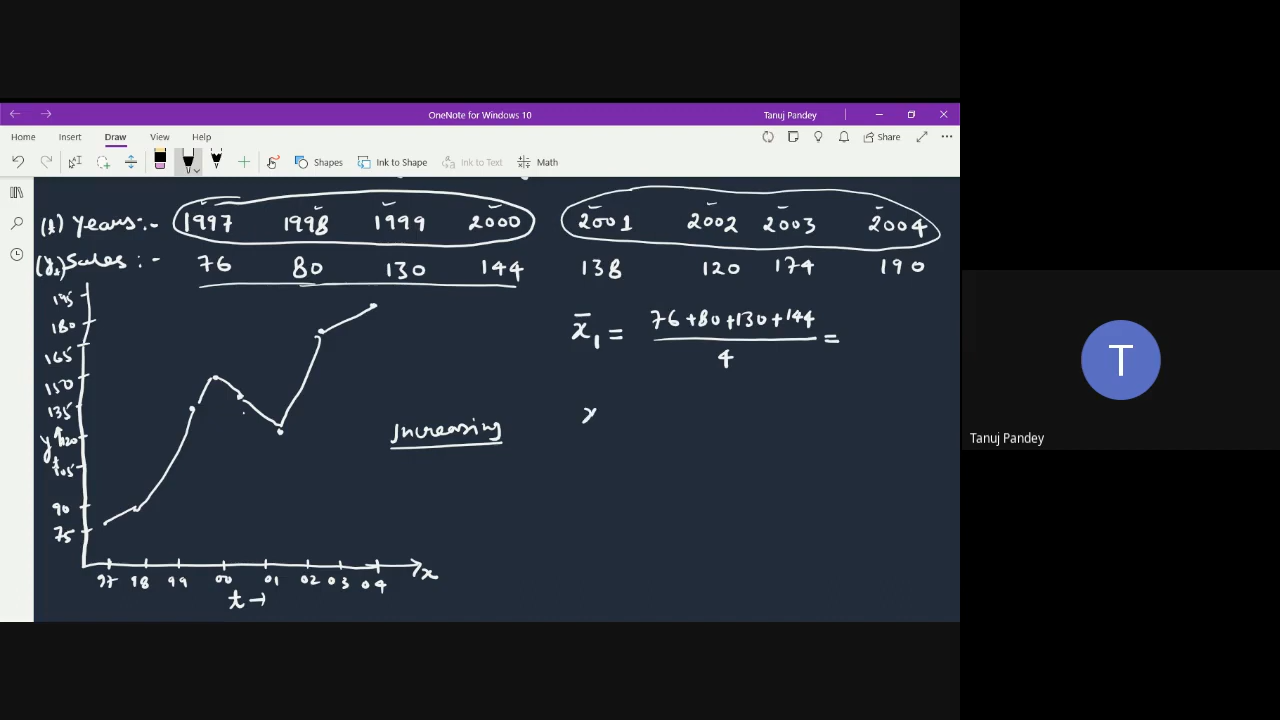 OneNote for Windows 10
Tanuj Pandey
Home Insert Draw View Help
Share
Shapes Ink to Shape Ink to Text Math
(t) Years:- 1997 1998 1999 2000 2001 2002 2003 2004
(yt) Sales:- 76 80 130 144 138 120 174 190
195
180
165
150
135
120
105
90
75
y↑
t
97 98 99 00 01 02 03 04 x
t→
Increasing
x̄1 = 76+80+130+144 / 4 =
x
T
Tanuj Pandey